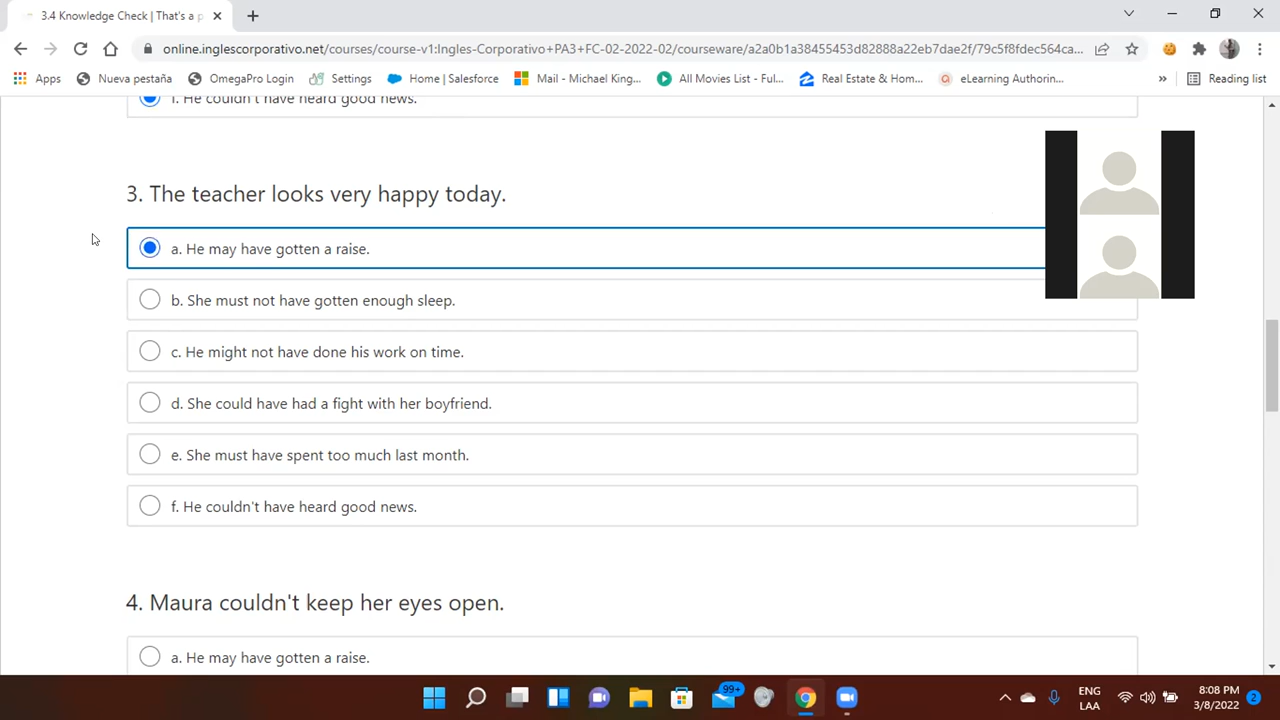 3.4 Knowledge Check | That's a p
online.inglescorporativo.net/courses/course-v1:Ingles-Corporativo+PA3+FC-02-2022-02/courseware/a2a0b1a38455453d82888a22eb7dae2f/79c5f8fdec564ca...
Apps Nueva pestaña OmegaPro Login Settings Home | Salesforce Mail - Michael King... All Movies List - Ful... Real Estate & Hom... eLearning Authorin... » Reading list
f. He couldn't have heard good news.
3. The teacher looks very happy today.
a. He may have gotten a raise.
b. She must not have gotten enough sleep.
c. He might not have done his work on time.
d. She could have had a fight with her boyfriend.
e. She must have spent too much last month.
f. He couldn't have heard good news.
4. Maura couldn't keep her eyes open.
a. He may have gotten a raise.
99+
ENG
LAA
8:08 PM
3/8/2022
2